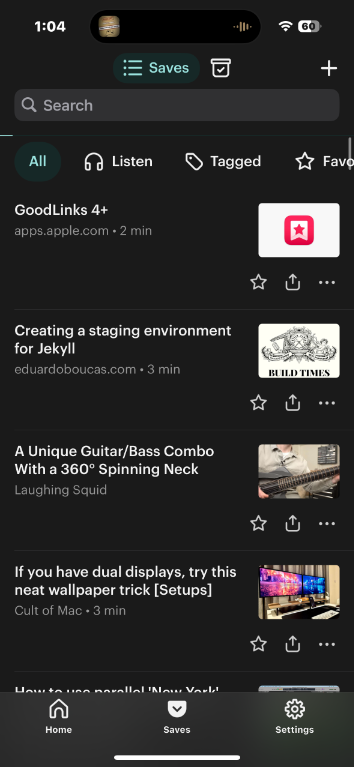 1:04
60
Saves
Search
All
Listen
Tagged
Favo
GoodLinks 4+
apps.apple.com • 2 min
Creating a staging environment
for Jekyll
eduardoboucas.com • 3 min
BUILD TIMES
A Unique Guitar/Bass Combo
With a 360° Spinning Neck
Laughing Squid
If you have dual displays, try this
neat wallpaper trick [Setups]
Cult of Mac • 3 min
How to use parallel 'New York'
Home
Saves
Settings